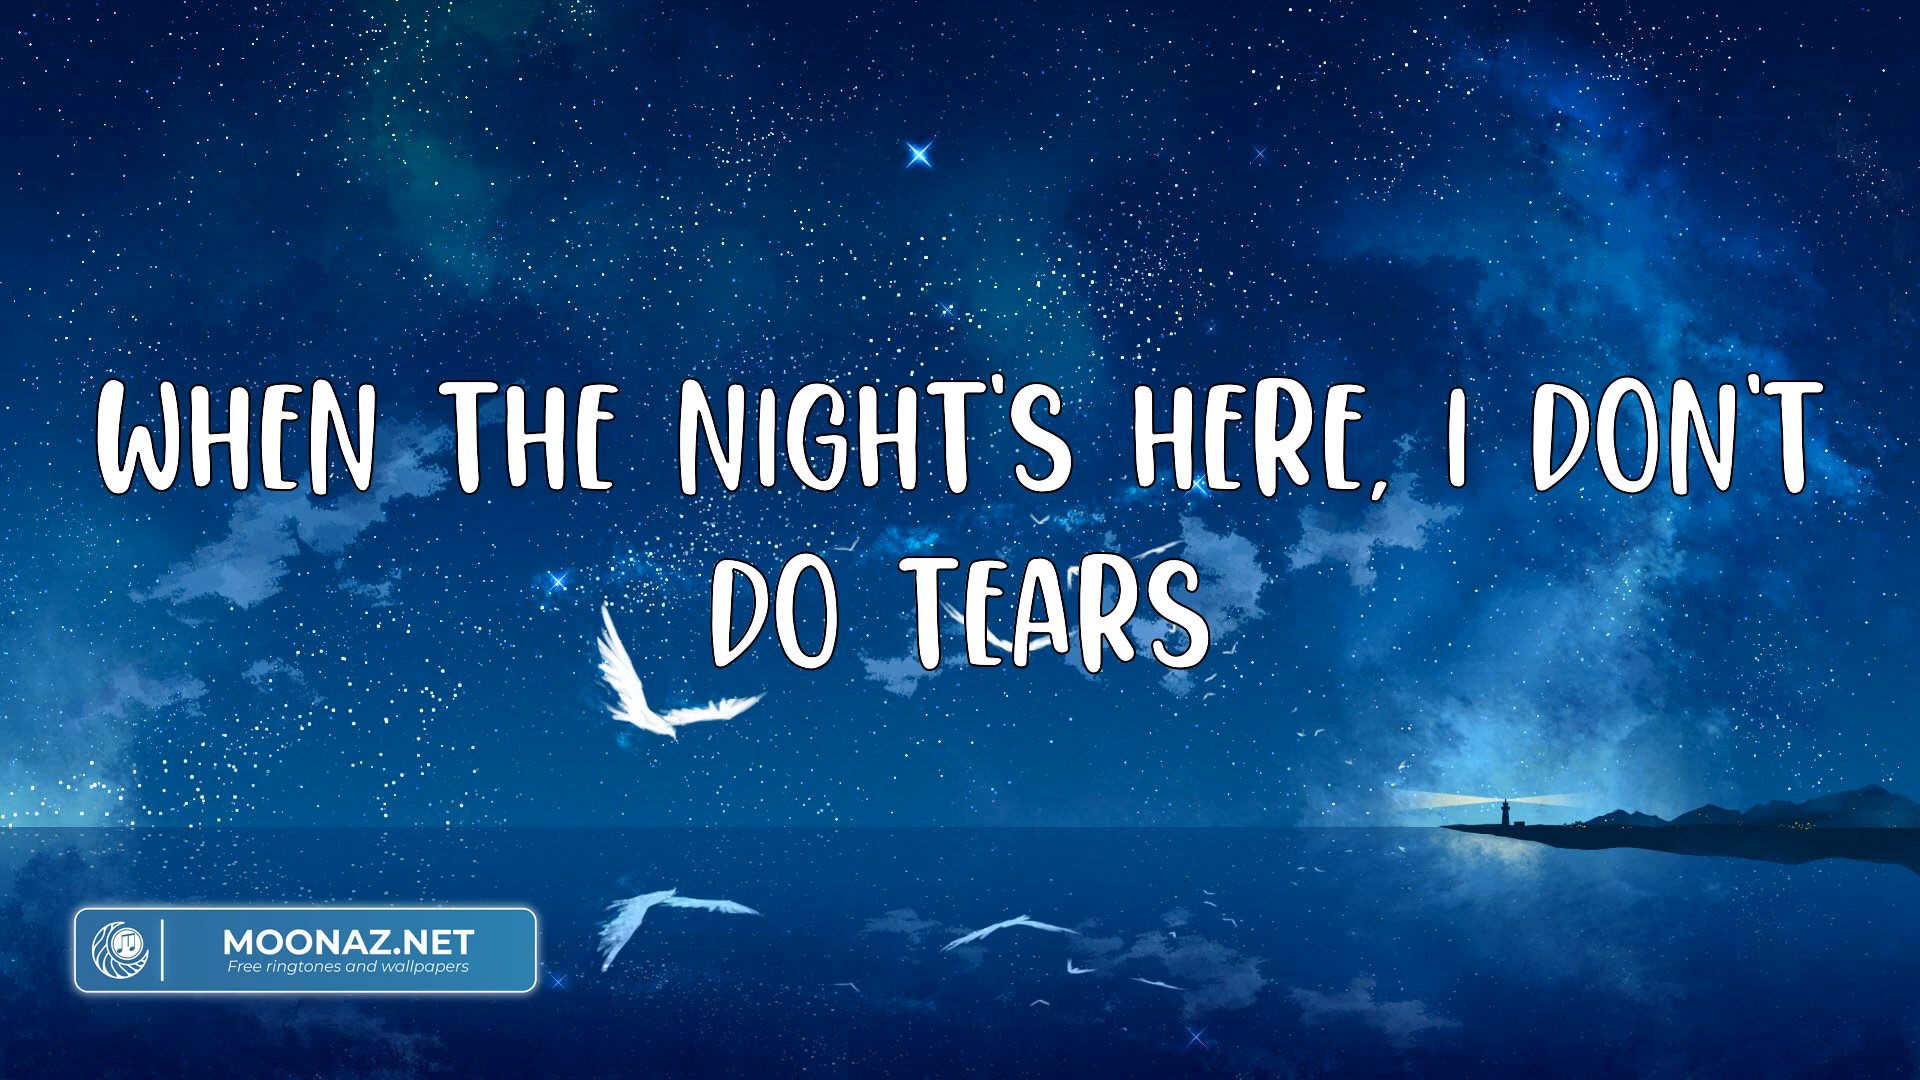 WHEN THE NIGHT'S HERE, I DON'T
DO TEARS
MOONAZ.NET
Free ringtones and wallpapers